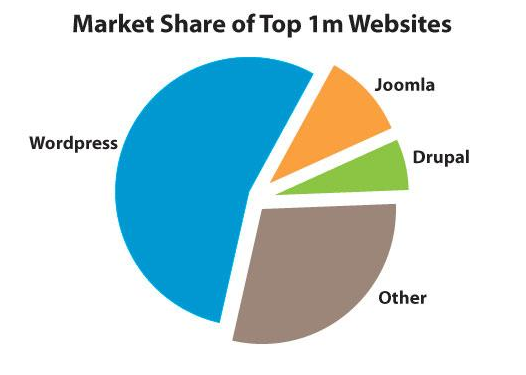 Market Share of Top 1m Websites
Joomla
Wordpress
Drupal
Other